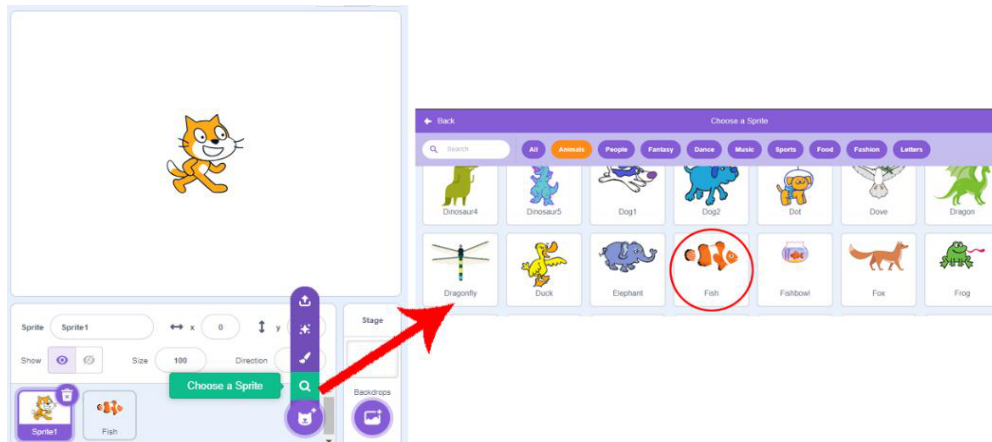 Sprite Sprite1 x 0 y
Show Size 100 Direction
Choose a Sprite
Sprite1 Fish
Stage
Backdrops
Back Choose a Sprite
Search All Animals People Fantasy Dance Music Sports Food Fashion Letters
Dinosaur4 Dinosaur5 Dog1 Dog2 Dot Dove Dragon
Dragonfly Duck Elephant Fish Fishbowl Fox Frog